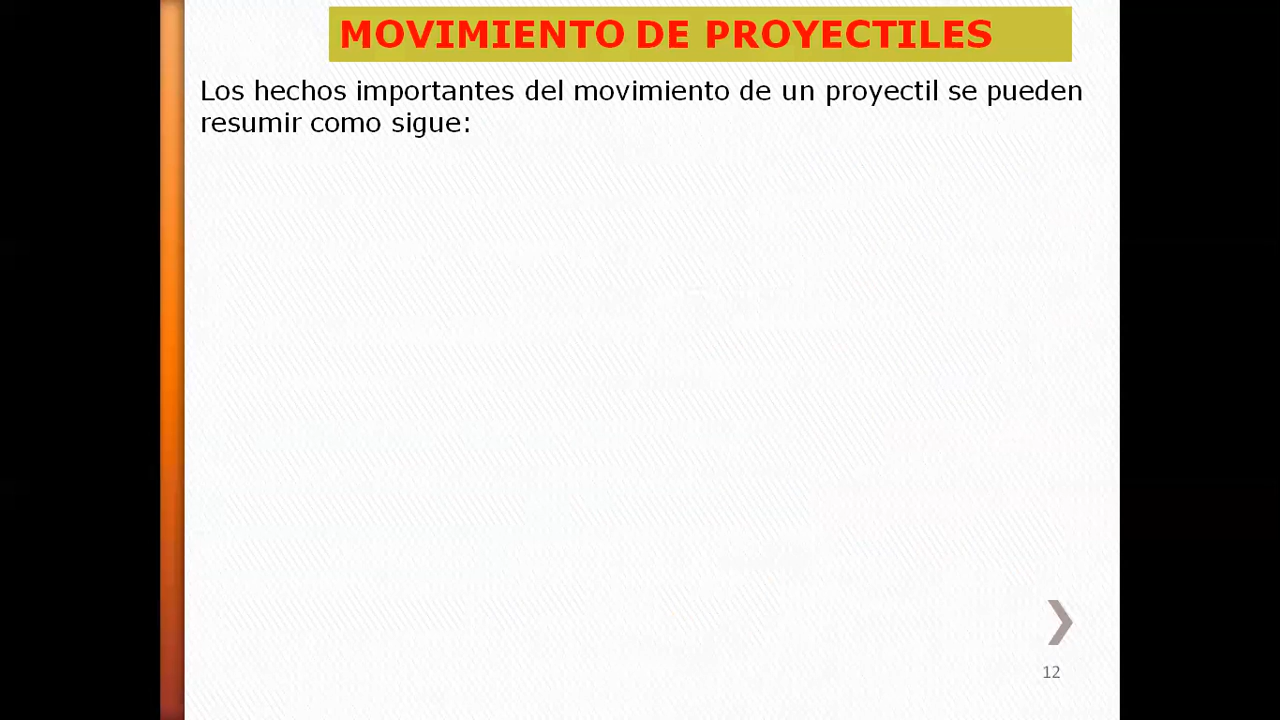 MOVIMIENTO DE PROYECTILES
Los hechos importantes del movimiento de un proyectil se pueden
resumir como sigue:
12